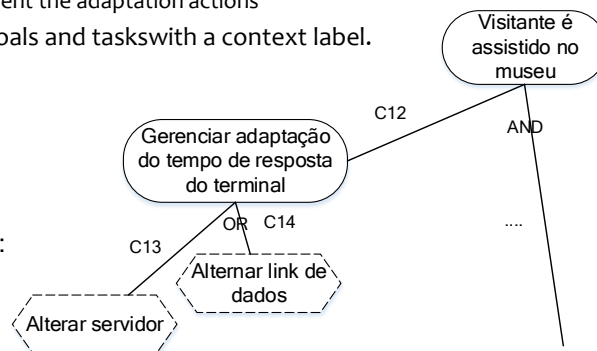 ent the adaptation actions
oals and taskswith a context label.
Visitante é
assistido no
museu
C12
AND
Gerenciar adaptação
do tempo de resposta
do terminal
OR
C14
C13
....
:
Alternar link de
dados
Alterar servidor